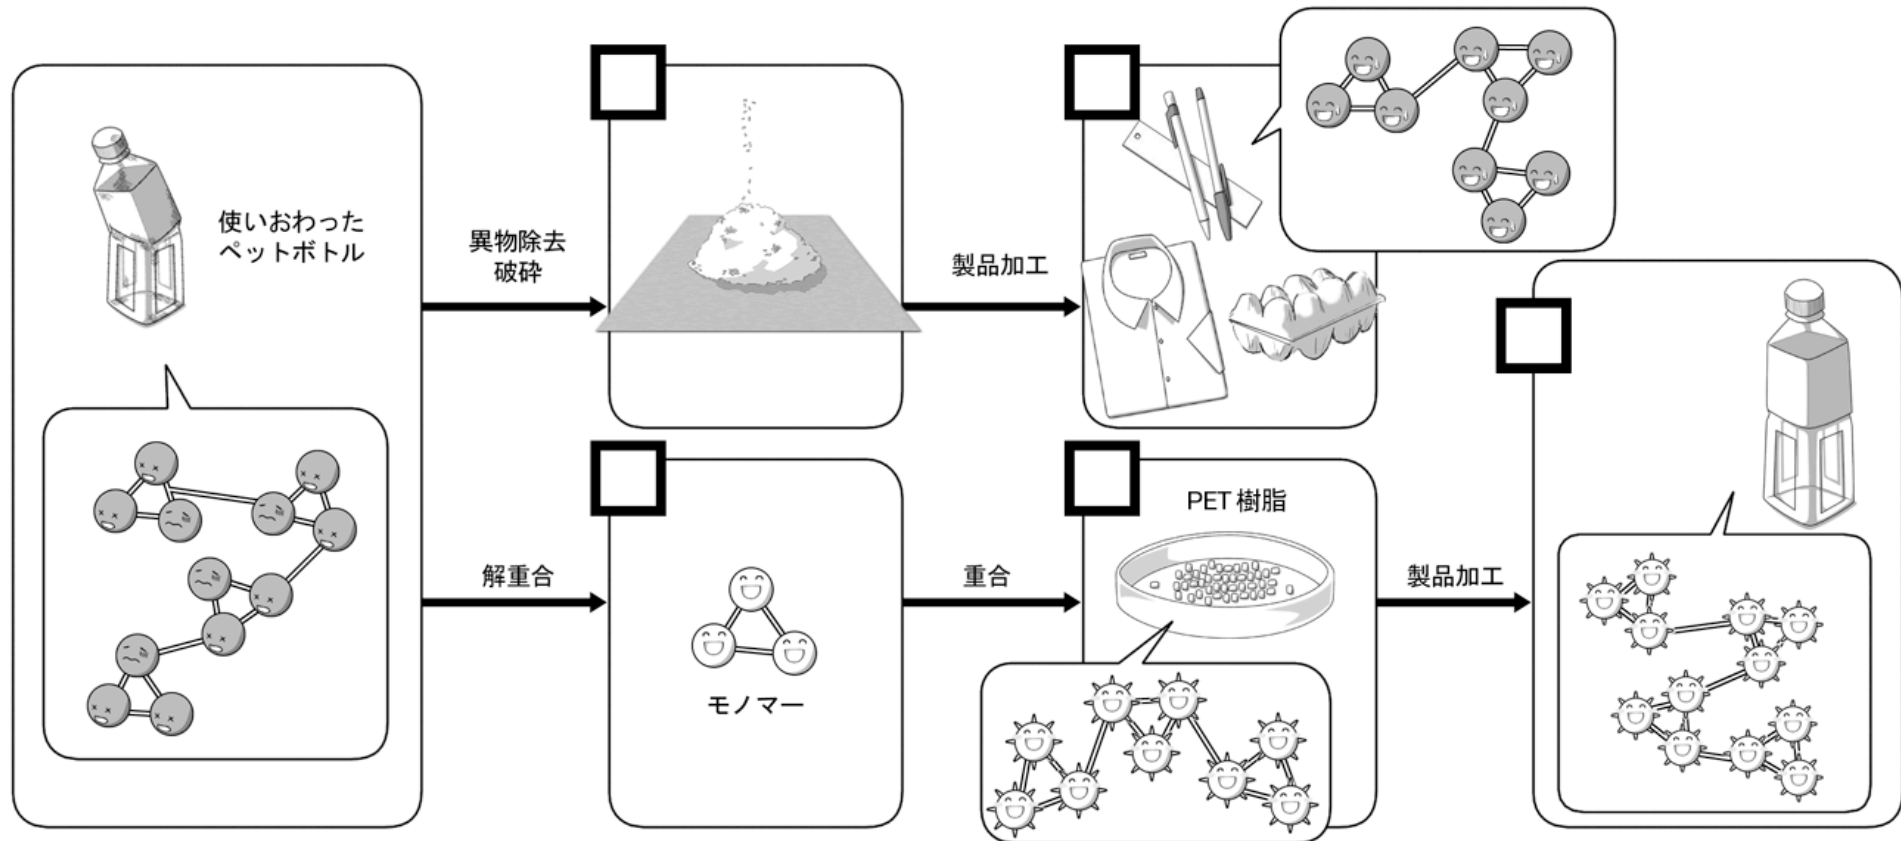 使いおわった
ペットボトル
異物除去
破砕
製品加工
解重合
モノマー
重合
PET 樹脂
製品加工